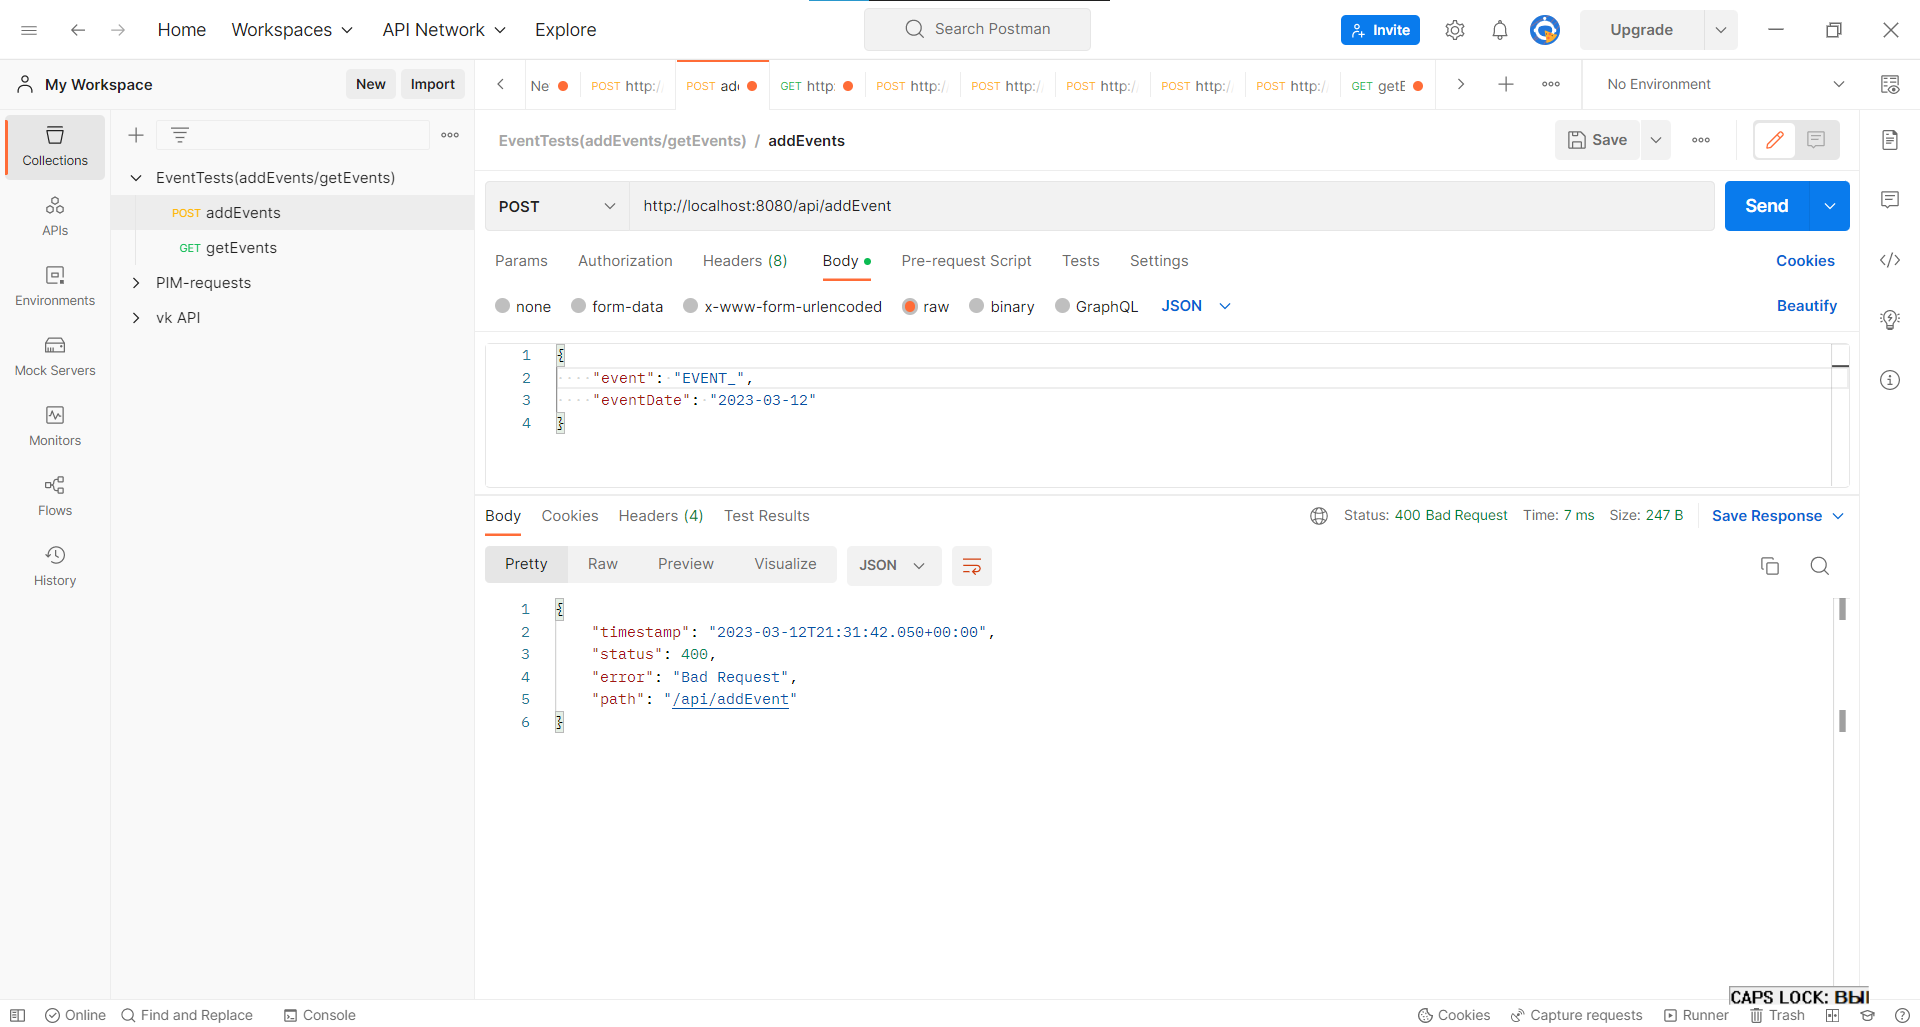 Home Workspaces API Network Explore Search Postman Invite Upgrade
My Workspace New Import
Ne POST http:/ POST add GET http: POST http:/ POST http:/ POST http:/ POST http:/ POST http:/ GET getE No Environment
Collections
APIs
Environments
Mock Servers
Monitors
Flows
History
EventTests(addEvents/getEvents)
POST addEvents
GET getEvents
PIM-requests
vk API
EventTests(addEvents/getEvents) / addEvents Save
POST http://localhost:8080/api/addEvent Send
Params Authorization Headers (8) Body Pre-request Script Tests Settings Cookies
none form-data x-www-form-urlencoded raw binary GraphQL JSON Beautify
1 {
2 ····"event":·"EVENT_",
3 ····"eventDate":·"2023-03-12"
4 }
Body Cookies Headers (4) Test Results Status: 400 Bad Request Time: 7 ms Size: 247 B Save Response
Pretty Raw Preview Visualize JSON
1 {
2 "timestamp": "2023-03-12T21:31:42.050+00:00",
3 "status": 400,
4 "error": "Bad Request",
5 "path": "/api/addEvent"
6 }
CAPS LOCK:
Online Find and Replace Console Cookies Capture requests Runner Trash